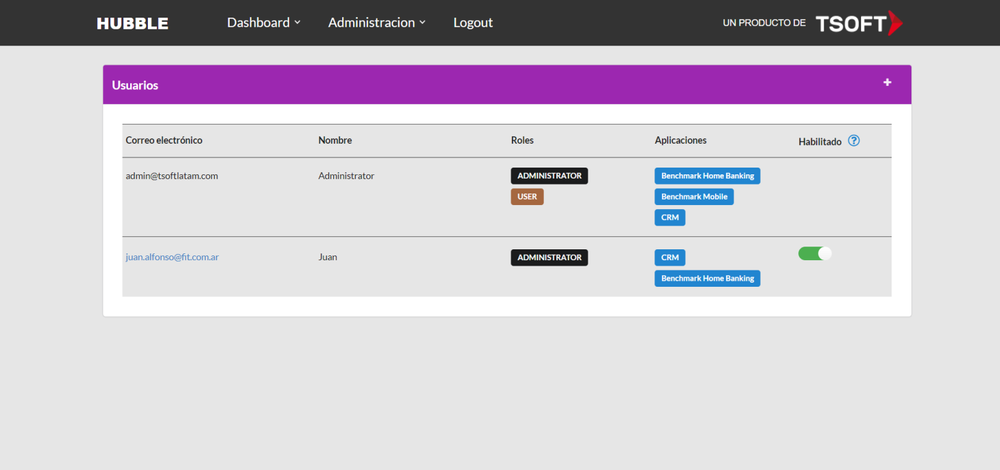 HUBBLE Dashboard Administracion Logout UN PRODUCTO DE TSOFT
Usuarios +
Correo electrónico Nombre Roles Aplicaciones Habilitado ?
admin@tsoftlatam.com Administrator ADMINISTRATOR Benchmark Home Banking
USER Benchmark Mobile
CRM
juan.alfonso@fit.com.ar Juan ADMINISTRATOR CRM
Benchmark Home Banking